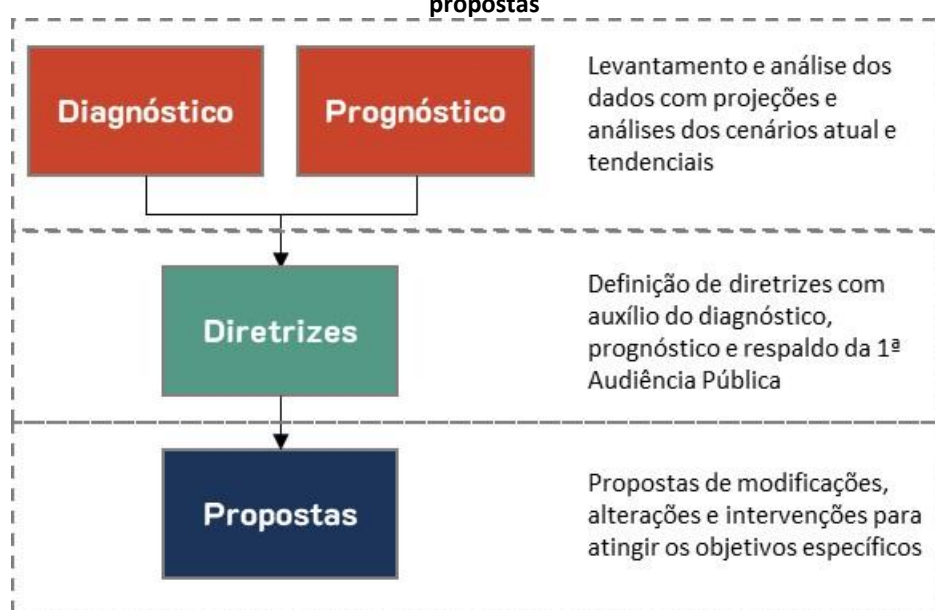 propostas
Diagnóstico
Prognóstico
Levantamento e análise dos
dados com projeções e
análises dos cenários atual e
tendenciais
Diretrizes
Definição de diretrizes com
auxílio do diagnóstico,
prognóstico e respaldo da 1ª
Audiência Pública
Propostas
Propostas de modificações,
alterações e intervenções para
atingir os objetivos específicos